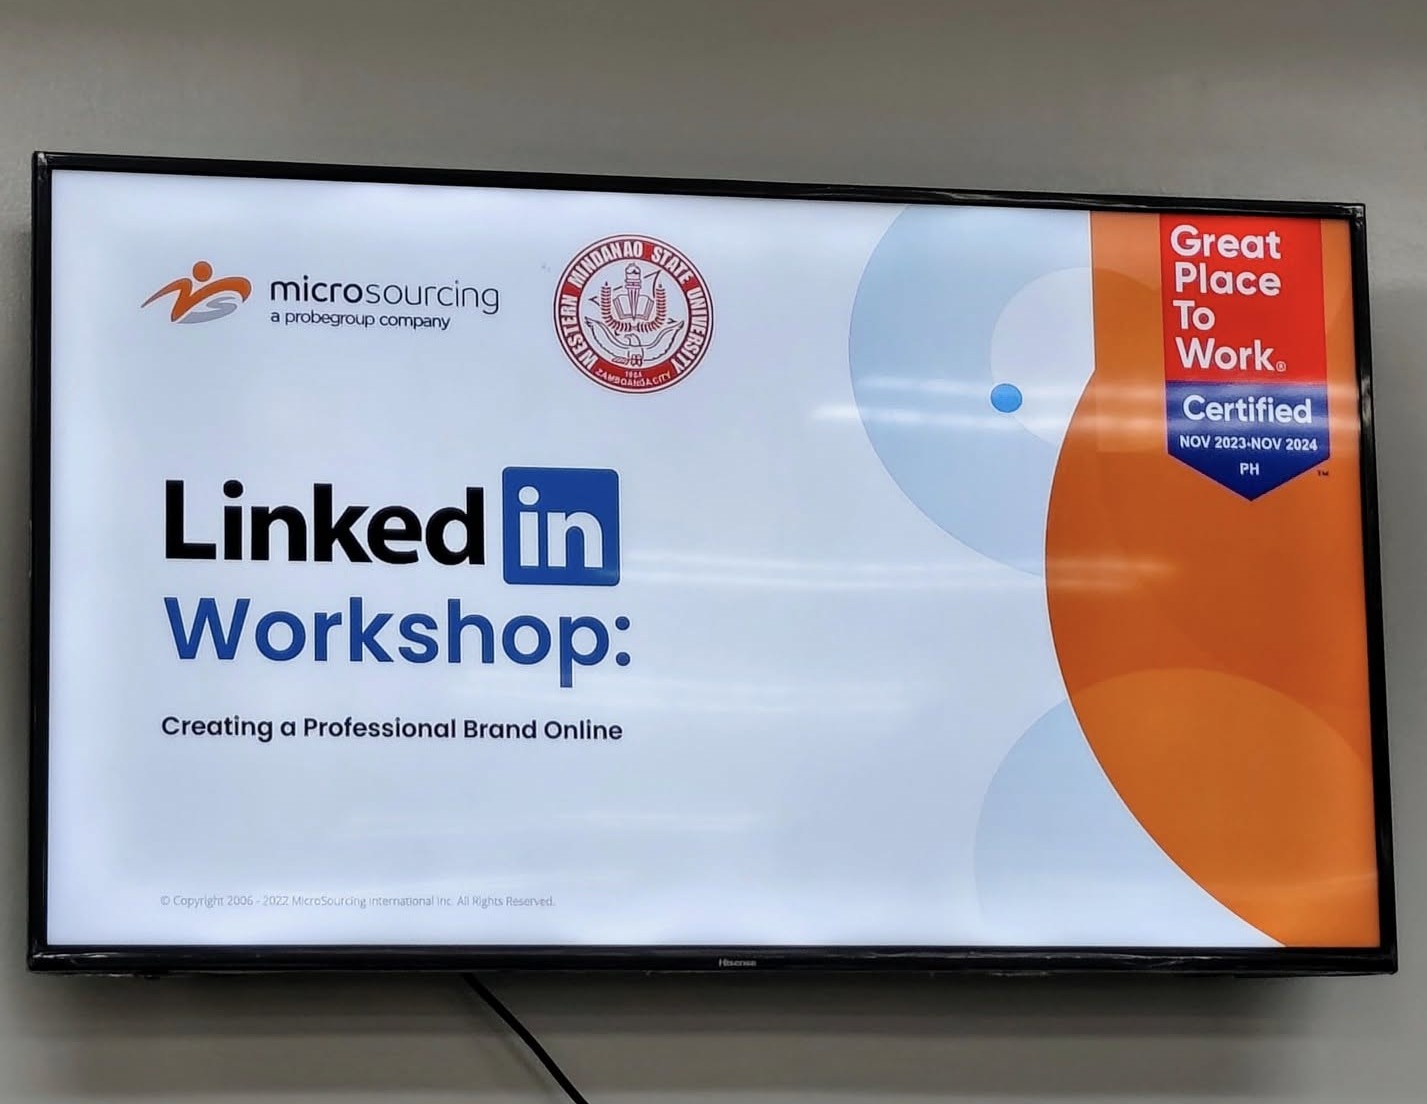 microsourcing
a probegroup company
WESTERN MINDANAO STATE UNIVERSITY
ZAMBOANGA CITY
Great
Place
To
Work®
Certified
NOV 2023-NOV 2024
PH
™
Linked in
Workshop:
Creating a Professional Brand Online
© Copyright 2006 - 2022 MicroSourcing International Inc. All Rights Reserved.
Hisense